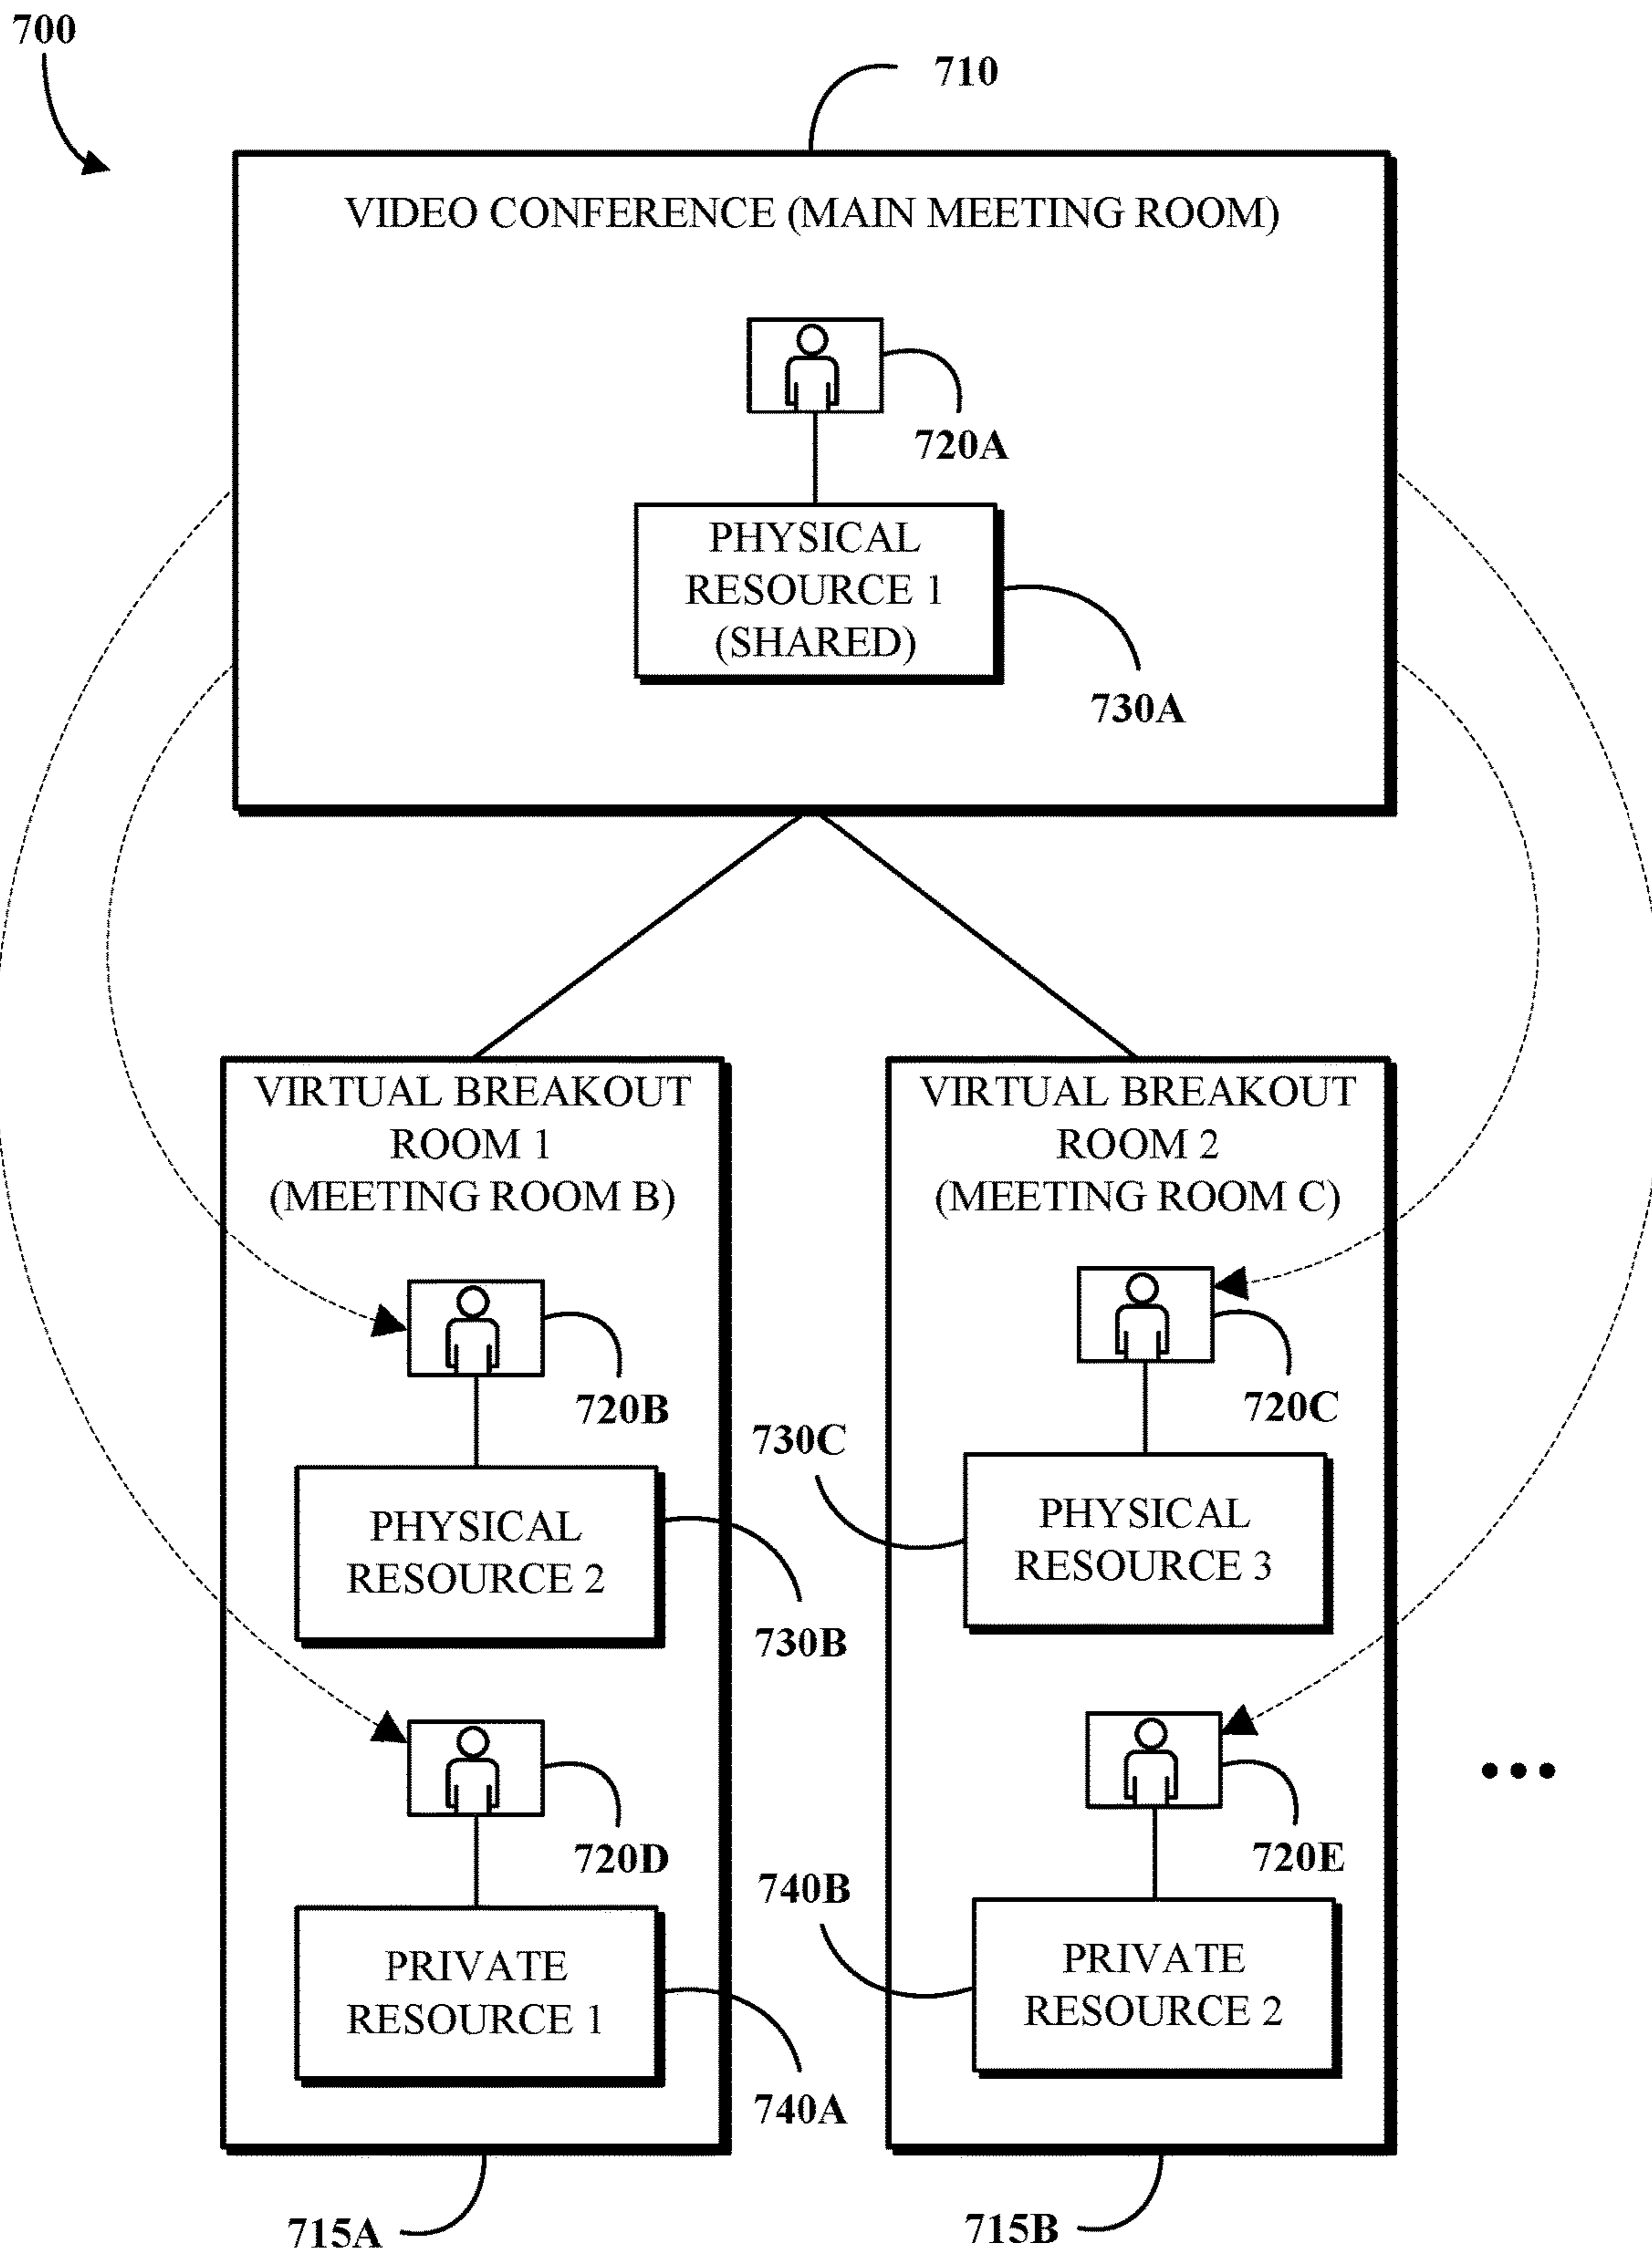 700
710
VIDEO CONFERENCE (MAIN MEETING ROOM)
720A
PHYSICAL
RESOURCE 1
(SHARED)
730A
VIRTUAL BREAKOUT
ROOM 1
(MEETING ROOM B)
VIRTUAL BREAKOUT
ROOM 2
(MEETING ROOM C)
720B
720C
730C
PHYSICAL
RESOURCE 2
PHYSICAL
RESOURCE 3
730B
720D
720E
740B
PRIVATE
RESOURCE 1
PRIVATE
RESOURCE 2
740A
715A
715B